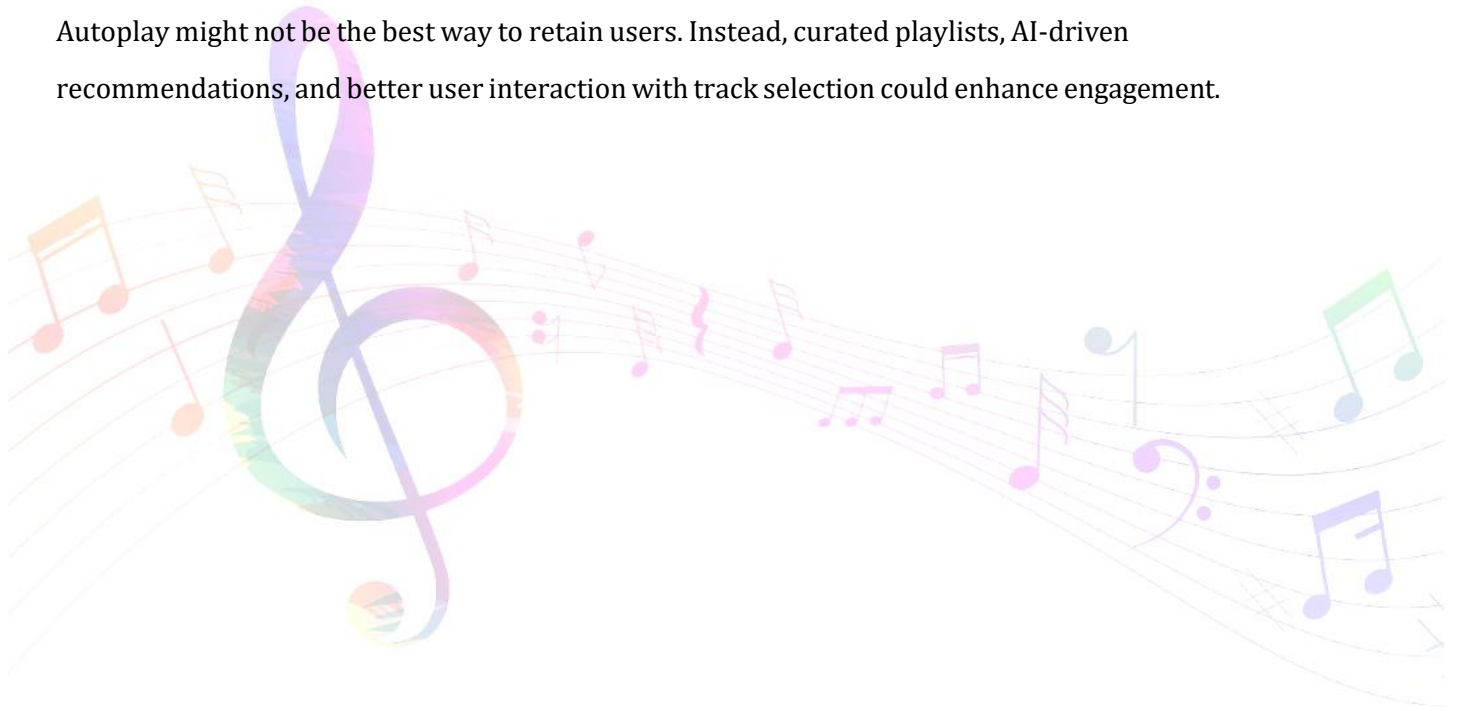 Autoplay might not be the best way to retain users. Instead, curated playlists, AI-driven
recommendations, and better user interaction with track selection could enhance engagement.